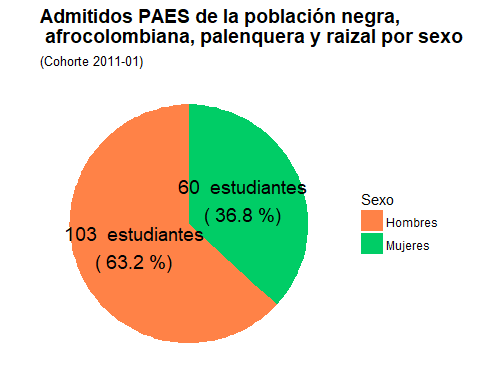 Admitidos PAES de la población negra,
afrocolombiana, palenquera y raizal por sexo
(Cohorte 2011-01)
60 estudiantes
( 36.8 %)
103 estudiantes
( 63.2 %)
Sexo
Hombres
Mujeres